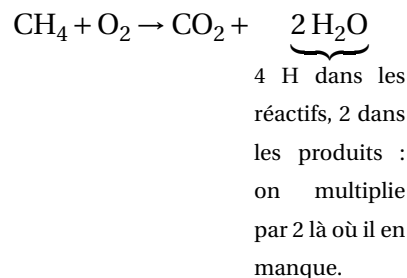 CH₄ + O₂ → CO₂ + 2 H₂O
4 H dans les
réactifs, 2 dans
les produits :
on multiplie
par 2 là où il en
manque.